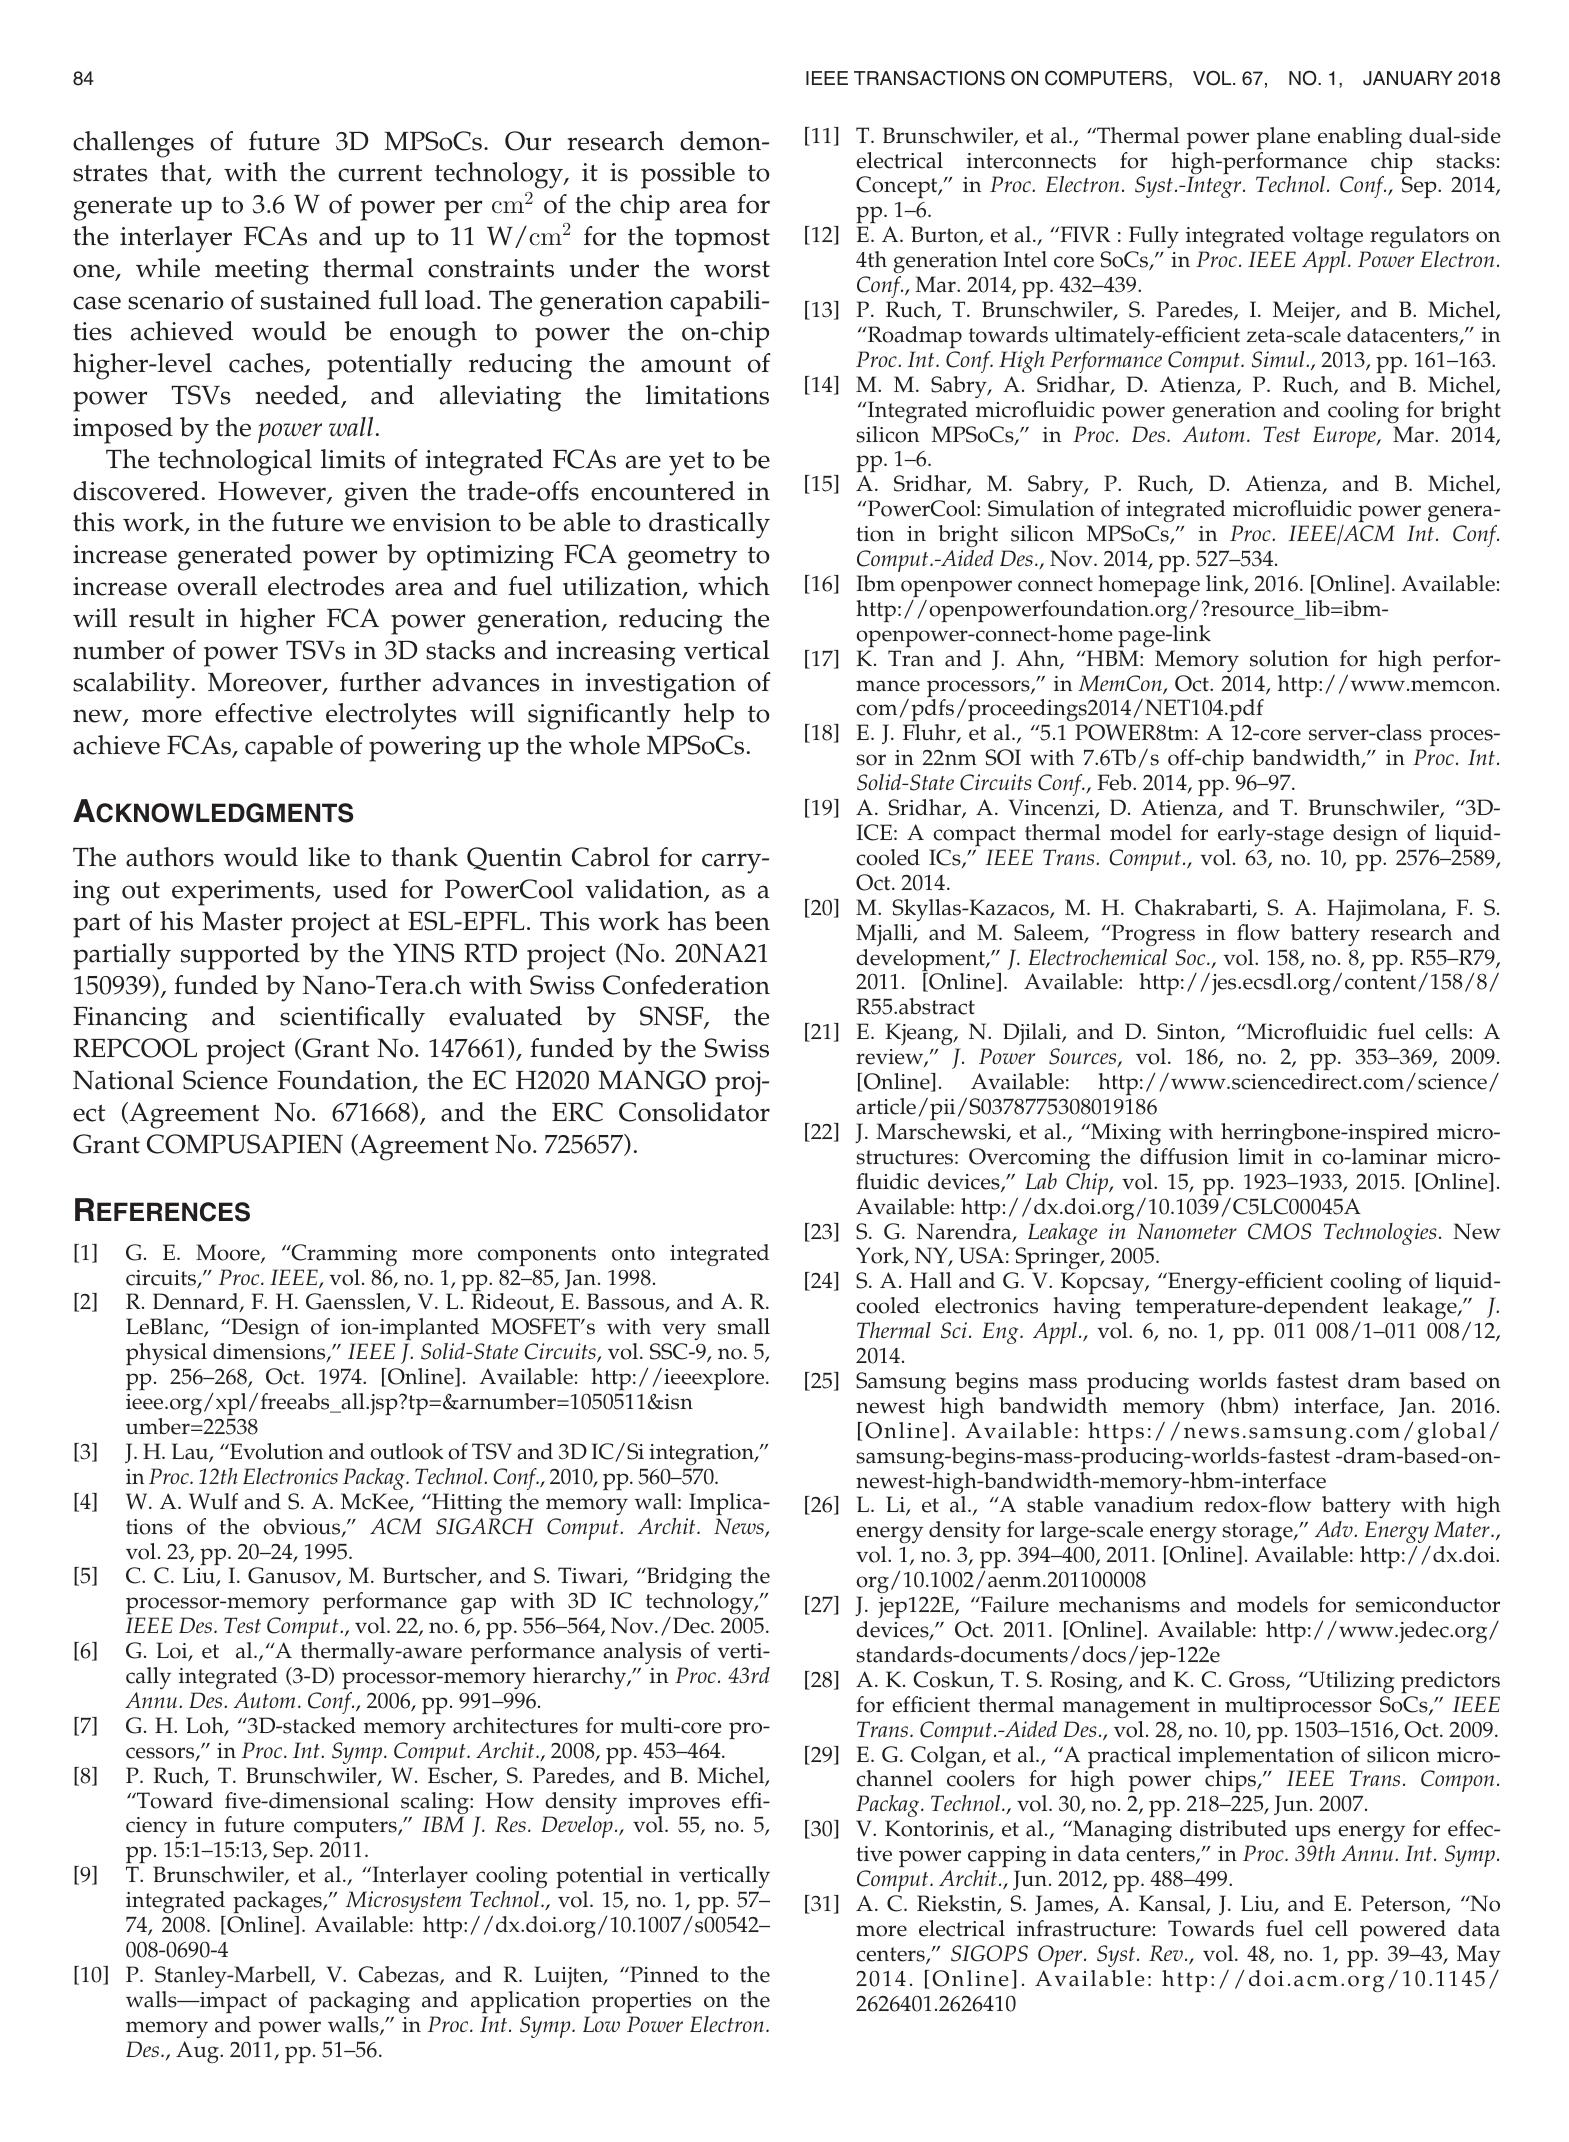 84
IEEE TRANSACTIONS ON COMPUTERS, VOL. 67, NO. 1, JANUARY 2018
challenges of future 3D MPSoCs. Our research demon-
strates that, with the current technology, it is possible to
generate up to 3.6 W of power per cm² of the chip area for
the interlayer FCAs and up to 11 W/cm² for the topmost
one, while meeting thermal constraints under the worst
case scenario of sustained full load. The generation capabili-
ties achieved would be enough to power the on-chip
higher-level caches, potentially reducing the amount of
power TSVs needed, and alleviating the limitations
imposed by the power wall.
The technological limits of integrated FCAs are yet to be
discovered. However, given the trade-offs encountered in
this work, in the future we envision to be able to drastically
increase generated power by optimizing FCA geometry to
increase overall electrodes area and fuel utilization, which
will result in higher FCA power generation, reducing the
number of power TSVs in 3D stacks and increasing vertical
scalability. Moreover, further advances in investigation of
new, more effective electrolytes will significantly help to
achieve FCAs, capable of powering up the whole MPSoCs.
ACKNOWLEDGMENTS
The authors would like to thank Quentin Cabrol for carry-
ing out experiments, used for PowerCool validation, as a
part of his Master project at ESL-EPFL. This work has been
partially supported by the YINS RTD project (No. 20NA21
150939), funded by Nano-Tera.ch with Swiss Confederation
Financing and scientifically evaluated by SNSF, the
REPCOOL project (Grant No. 147661), funded by the Swiss
National Science Foundation, the EC H2020 MANGO proj-
ect (Agreement No. 671668), and the ERC Consolidator
Grant COMPUSAPIEN (Agreement No. 725657).
REFERENCES
[1] G. E. Moore, “Cramming more components onto integrated
circuits,” Proc. IEEE, vol. 86, no. 1, pp. 82–85, Jan. 1998.
[2] R. Dennard, F. H. Gaensslen, V. L. Rideout, E. Bassous, and A. R.
LeBlanc, “Design of ion-implanted MOSFET’s with very small
physical dimensions,” IEEE J. Solid-State Circuits, vol. SSC-9, no. 5,
pp. 256–268, Oct. 1974. [Online]. Available: http://ieeexplore.
ieee.org/xpl/freeabs_all.jsp?tp=&arnumber=1050511&isn
umber=22538
[3] J. H. Lau, “Evolution and outlook of TSV and 3D IC/Si integration,”
in Proc. 12th Electronics Packag. Technol. Conf., 2010, pp. 560–570.
[4] W. A. Wulf and S. A. McKee, “Hitting the memory wall: Implica-
tions of the obvious,” ACM SIGARCH Comput. Archit. News,
vol. 23, pp. 20–24, 1995.
[5] C. C. Liu, I. Ganusov, M. Burtscher, and S. Tiwari, “Bridging the
processor-memory performance gap with 3D IC technology,”
IEEE Des. Test Comput., vol. 22, no. 6, pp. 556–564, Nov./Dec. 2005.
[6] G. Loi, et al.,“A thermally-aware performance analysis of verti-
cally integrated (3-D) processor-memory hierarchy,” in Proc. 43rd
Annu. Des. Autom. Conf., 2006, pp. 991–996.
[7] G. H. Loh, “3D-stacked memory architectures for multi-core pro-
cessors,” in Proc. Int. Symp. Comput. Archit., 2008, pp. 453–464.
[8] P. Ruch, T. Brunschwiler, W. Escher, S. Paredes, and B. Michel,
“Toward five-dimensional scaling: How density improves effi-
ciency in future computers,” IBM J. Res. Develop., vol. 55, no. 5,
pp. 15:1–15:13, Sep. 2011.
[9] T. Brunschwiler, et al., “Interlayer cooling potential in vertically
integrated packages,” Microsystem Technol., vol. 15, no. 1, pp. 57–
74, 2008. [Online]. Available: http://dx.doi.org/10.1007/s00542–
008-0690-4
[10] P. Stanley-Marbell, V. Cabezas, and R. Luijten, “Pinned to the
walls—impact of packaging and application properties on the
memory and power walls,” in Proc. Int. Symp. Low Power Electron.
Des., Aug. 2011, pp. 51–56.
[11] T. Brunschwiler, et al., “Thermal power plane enabling dual-side
electrical interconnects for high-performance chip stacks:
Concept,” in Proc. Electron. Syst.-Integr. Technol. Conf., Sep. 2014,
pp. 1–6.
[12] E. A. Burton, et al., “FIVR : Fully integrated voltage regulators on
4th generation Intel core SoCs,” in Proc. IEEE Appl. Power Electron.
Conf., Mar. 2014, pp. 432–439.
[13] P. Ruch, T. Brunschwiler, S. Paredes, I. Meijer, and B. Michel,
“Roadmap towards ultimately-efficient zeta-scale datacenters,” in
Proc. Int. Conf. High Performance Comput. Simul., 2013, pp. 161–163.
[14] M. M. Sabry, A. Sridhar, D. Atienza, P. Ruch, and B. Michel,
“Integrated microfluidic power generation and cooling for bright
silicon MPSoCs,” in Proc. Des. Autom. Test Europe, Mar. 2014,
pp. 1–6.
[15] A. Sridhar, M. Sabry, P. Ruch, D. Atienza, and B. Michel,
“PowerCool: Simulation of integrated microfluidic power genera-
tion in bright silicon MPSoCs,” in Proc. IEEE/ACM Int. Conf.
Comput.-Aided Des., Nov. 2014, pp. 527–534.
[16] Ibm openpower connect homepage link, 2016. [Online]. Available:
http://openpowerfoundation.org/?resource_lib=ibm-
openpower-connect-home page-link
[17] K. Tran and J. Ahn, “HBM: Memory solution for high perfor-
mance processors,” in MemCon, Oct. 2014, http://www.memcon.
com/pdfs/proceedings2014/NET104.pdf
[18] E. J. Fluhr, et al., “5.1 POWER8tm: A 12-core server-class proces-
sor in 22nm SOI with 7.6Tb/s off-chip bandwidth,” in Proc. Int.
Solid-State Circuits Conf., Feb. 2014, pp. 96–97.
[19] A. Sridhar, A. Vincenzi, D. Atienza, and T. Brunschwiler, “3D-
ICE: A compact thermal model for early-stage design of liquid-
cooled ICs,” IEEE Trans. Comput., vol. 63, no. 10, pp. 2576–2589,
Oct. 2014.
[20] M. Skyllas-Kazacos, M. H. Chakrabarti, S. A. Hajimolana, F. S.
Mjalli, and M. Saleem, “Progress in flow battery research and
development,” J. Electrochemical Soc., vol. 158, no. 8, pp. R55–R79,
2011. [Online]. Available: http://jes.ecsdl.org/content/158/8/
R55.abstract
[21] E. Kjeang, N. Djilali, and D. Sinton, “Microfluidic fuel cells: A
review,” J. Power Sources, vol. 186, no. 2, pp. 353–369, 2009.
[Online]. Available: http://www.sciencedirect.com/science/
article/pii/S0378775308019186
[22] J. Marschewski, et al., “Mixing with herringbone-inspired micro-
structures: Overcoming the diffusion limit in co-laminar micro-
fluidic devices,” Lab Chip, vol. 15, pp. 1923–1933, 2015. [Online].
Available: http://dx.doi.org/10.1039/C5LC00045A
[23] S. G. Narendra, Leakage in Nanometer CMOS Technologies. New
York, NY, USA: Springer, 2005.
[24] S. A. Hall and G. V. Kopcsay, “Energy-efficient cooling of liquid-
cooled electronics having temperature-dependent leakage,” J.
Thermal Sci. Eng. Appl., vol. 6, no. 1, pp. 011 008/1–011 008/12,
2014.
[25] Samsung begins mass producing worlds fastest dram based on
newest high bandwidth memory (hbm) interface, Jan. 2016.
[Online]. Available: https://news.samsung.com/global/
samsung-begins-mass-producing-worlds-fastest -dram-based-on-
newest-high-bandwidth-memory-hbm-interface
[26] L. Li, et al., “A stable vanadium redox-flow battery with high
energy density for large-scale energy storage,” Adv. Energy Mater.,
vol. 1, no. 3, pp. 394–400, 2011. [Online]. Available: http://dx.doi.
org/10.1002/aenm.201100008
[27] J. jep122E, “Failure mechanisms and models for semiconductor
devices,” Oct. 2011. [Online]. Available: http://www.jedec.org/
standards-documents/docs/jep-122e
[28] A. K. Coskun, T. S. Rosing, and K. C. Gross, “Utilizing predictors
for efficient thermal management in multiprocessor SoCs,” IEEE
Trans. Comput.-Aided Des., vol. 28, no. 10, pp. 1503–1516, Oct. 2009.
[29] E. G. Colgan, et al., “A practical implementation of silicon micro-
channel coolers for high power chips,” IEEE Trans. Compon.
Packag. Technol., vol. 30, no. 2, pp. 218–225, Jun. 2007.
[30] V. Kontorinis, et al., “Managing distributed ups energy for effec-
tive power capping in data centers,” in Proc. 39th Annu. Int. Symp.
Comput. Archit., Jun. 2012, pp. 488–499.
[31] A. C. Riekstin, S. James, A. Kansal, J. Liu, and E. Peterson, “No
more electrical infrastructure: Towards fuel cell powered data
centers,” SIGOPS Oper. Syst. Rev., vol. 48, no. 1, pp. 39–43, May
2014. [Online]. Available: http://doi.acm.org/10.1145/
2626401.2626410